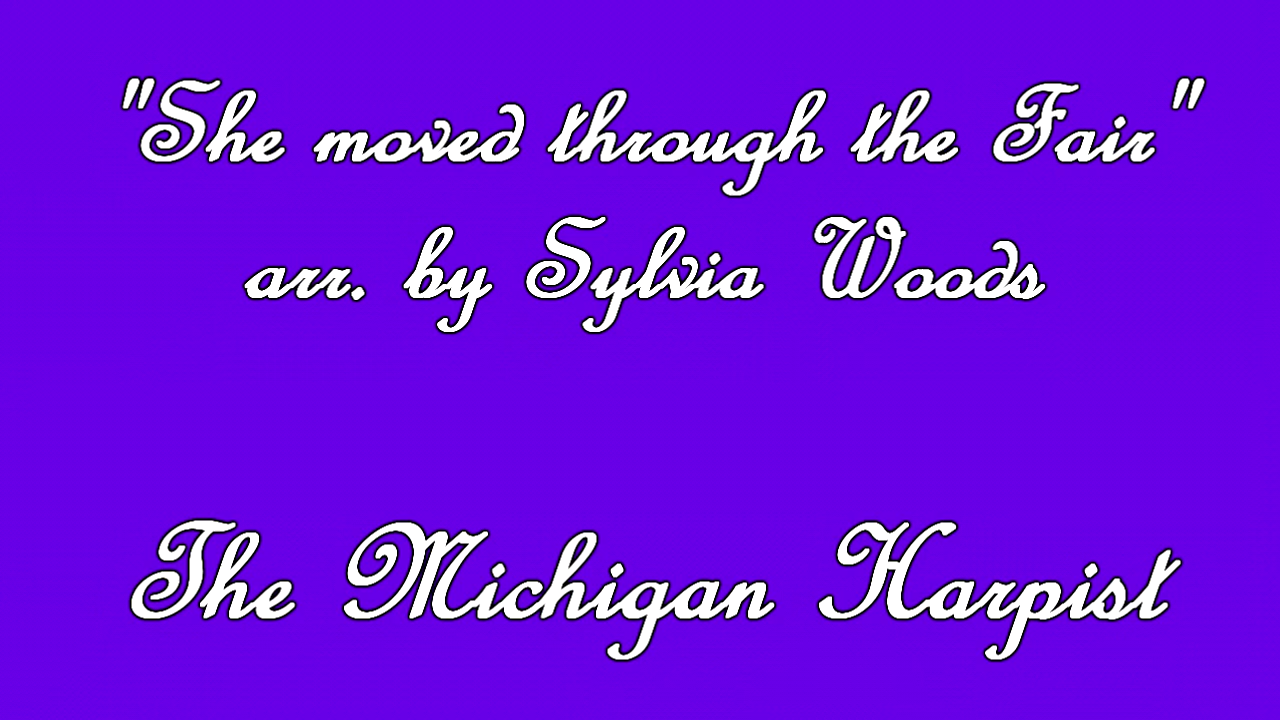 "She moved through the Fair"
arr. by Sylvia Woods
The Michigan Harpist